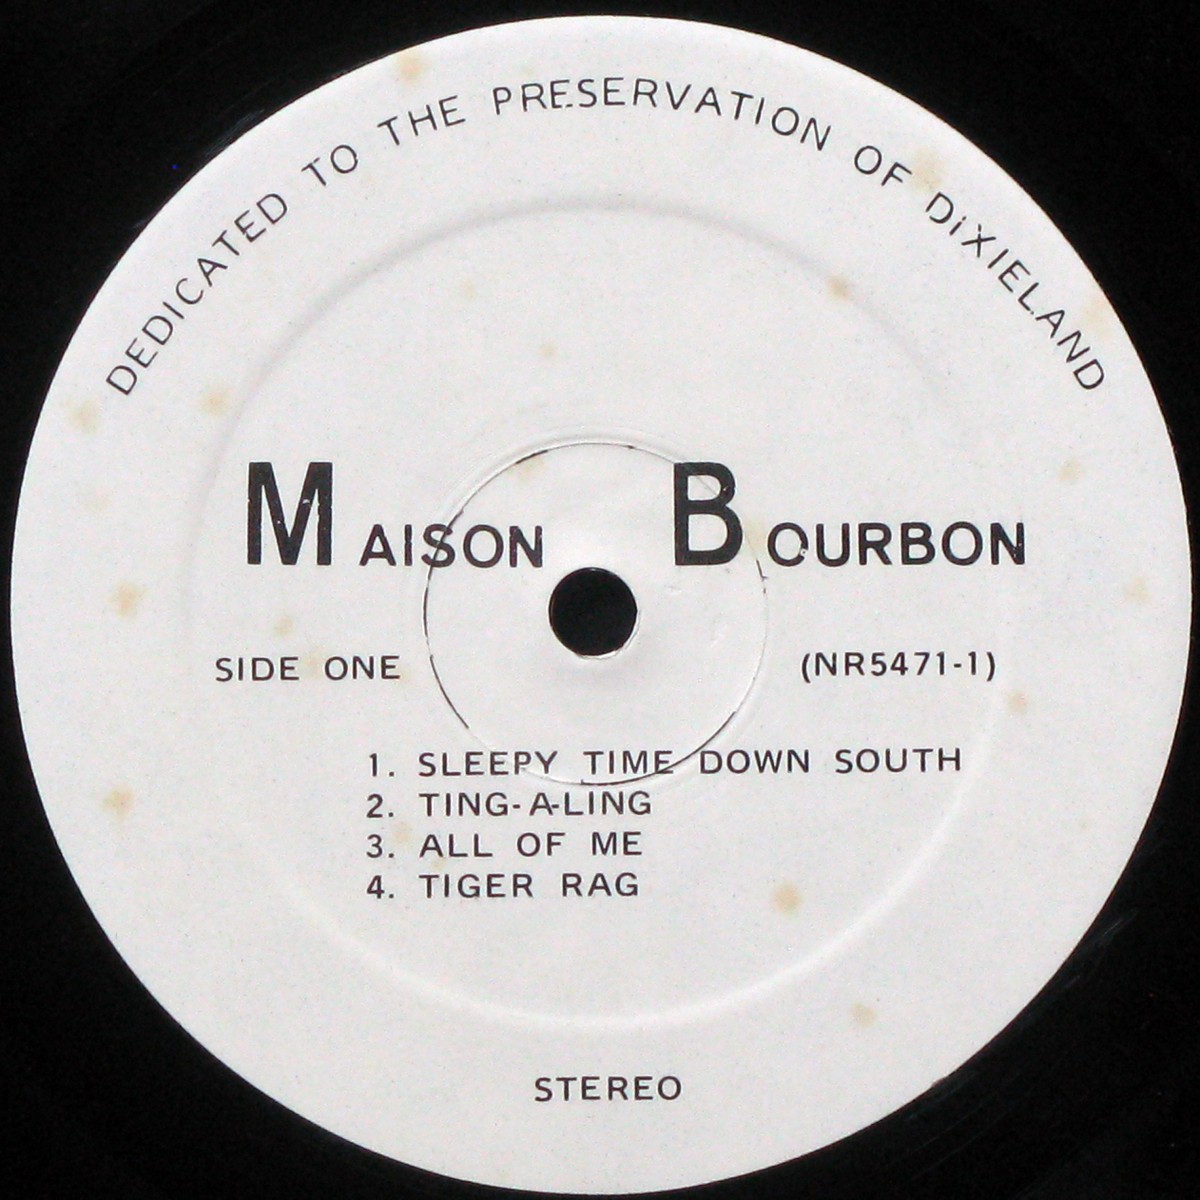 DEDICATED TO THE PRESERVATION OF DiXIELAND
MAISON BOURBON
SIDE ONE (NR5471-1)
1. SLEEPY TIME DOWN SOUTH
2. TING-A-LING
3. ALL OF ME
4. TIGER RAG
STEREO